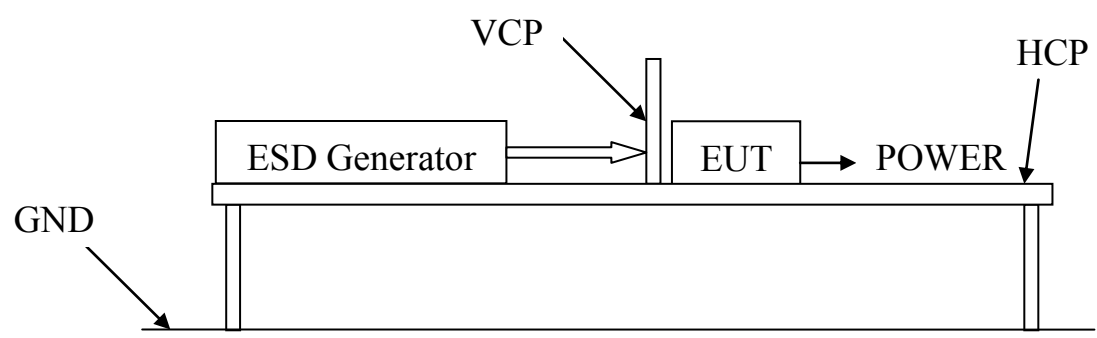 VCP
HCP
ESD Generator
EUT
POWER
GND